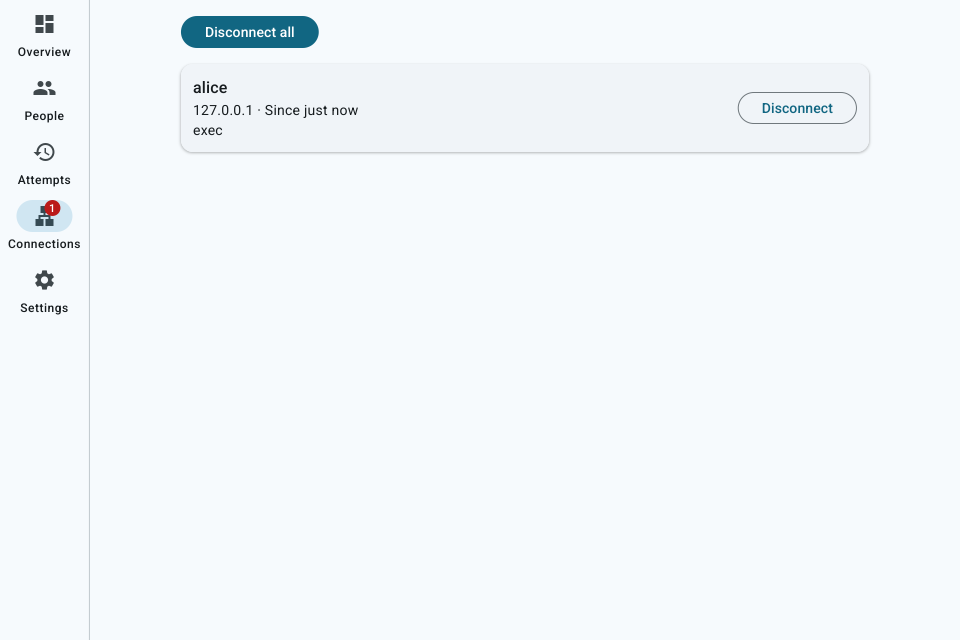 Overview
People
Attempts
1
Connections
Settings
Disconnect all
alice
127.0.0.1 · Since just now
exec
Disconnect